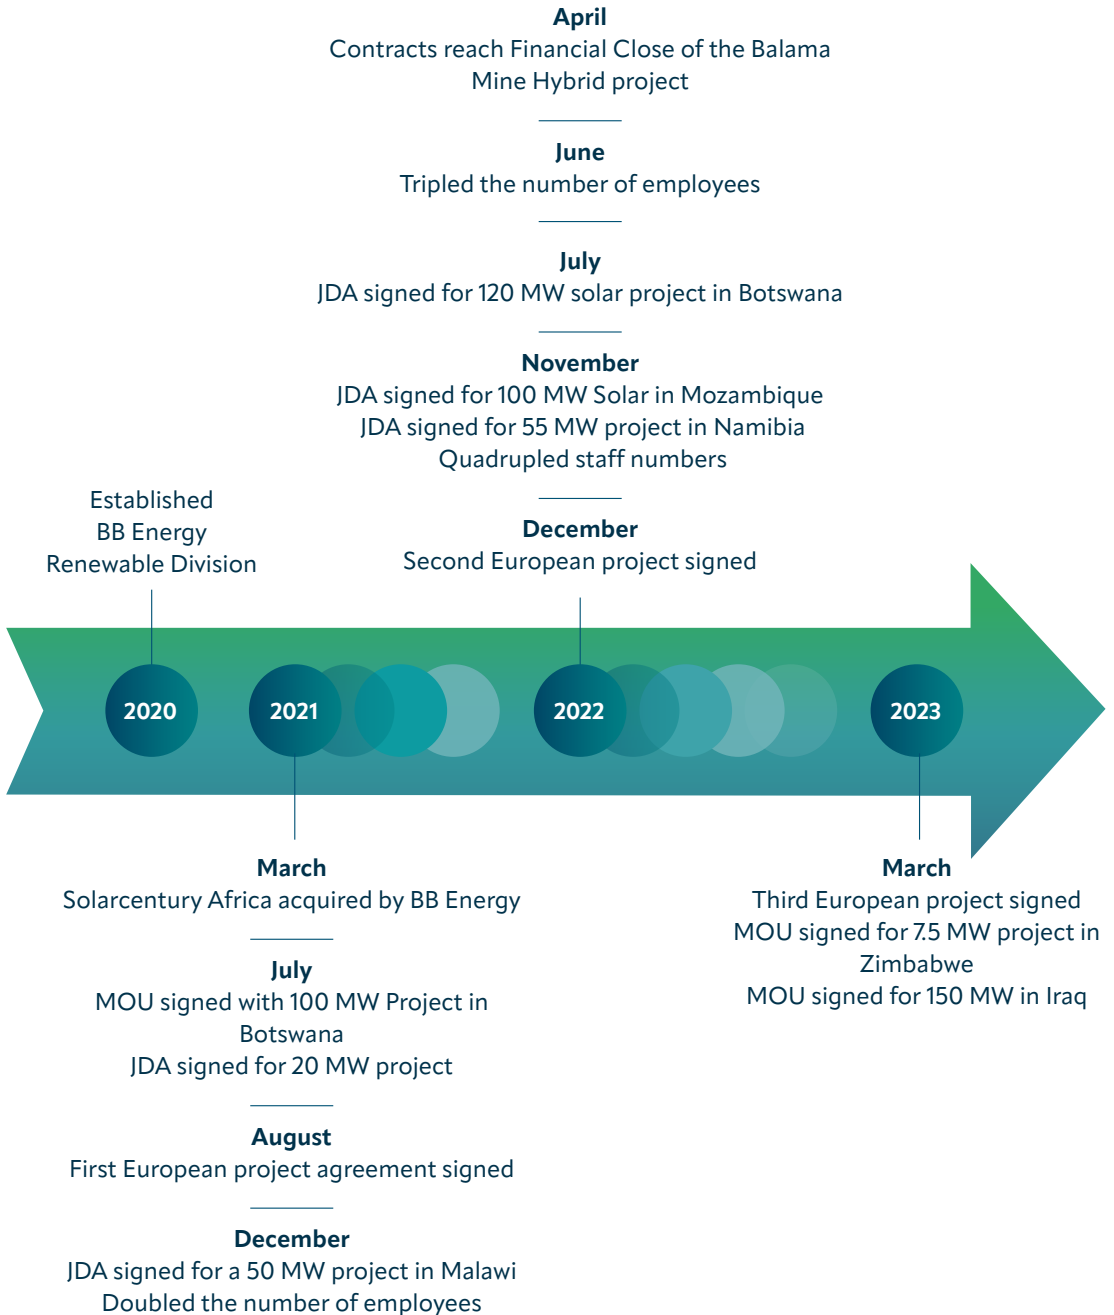 April
Contracts reach Financial Close of the Balama
Mine Hybrid project
June
Tripled the number of employees
July
JDA signed for 120 MW solar project in Botswana
November
JDA signed for 100 MW Solar in Mozambique
JDA signed for 55 MW project in Namibia
Quadrupled staff numbers
December
Second European project signed
Established
BB Energy
Renewable Division
2020
2021
2022
2023
March
Solarcentury Africa acquired by BB Energy
July
MOU signed with 100 MW Project in
Botswana
JDA signed for 20 MW project
August
First European project agreement signed
December
JDA signed for a 50 MW project in Malawi
Doubled the number of employees
March
Third European project signed
MOU signed for 7.5 MW project in
Zimbabwe
MOU signed for 150 MW in Iraq